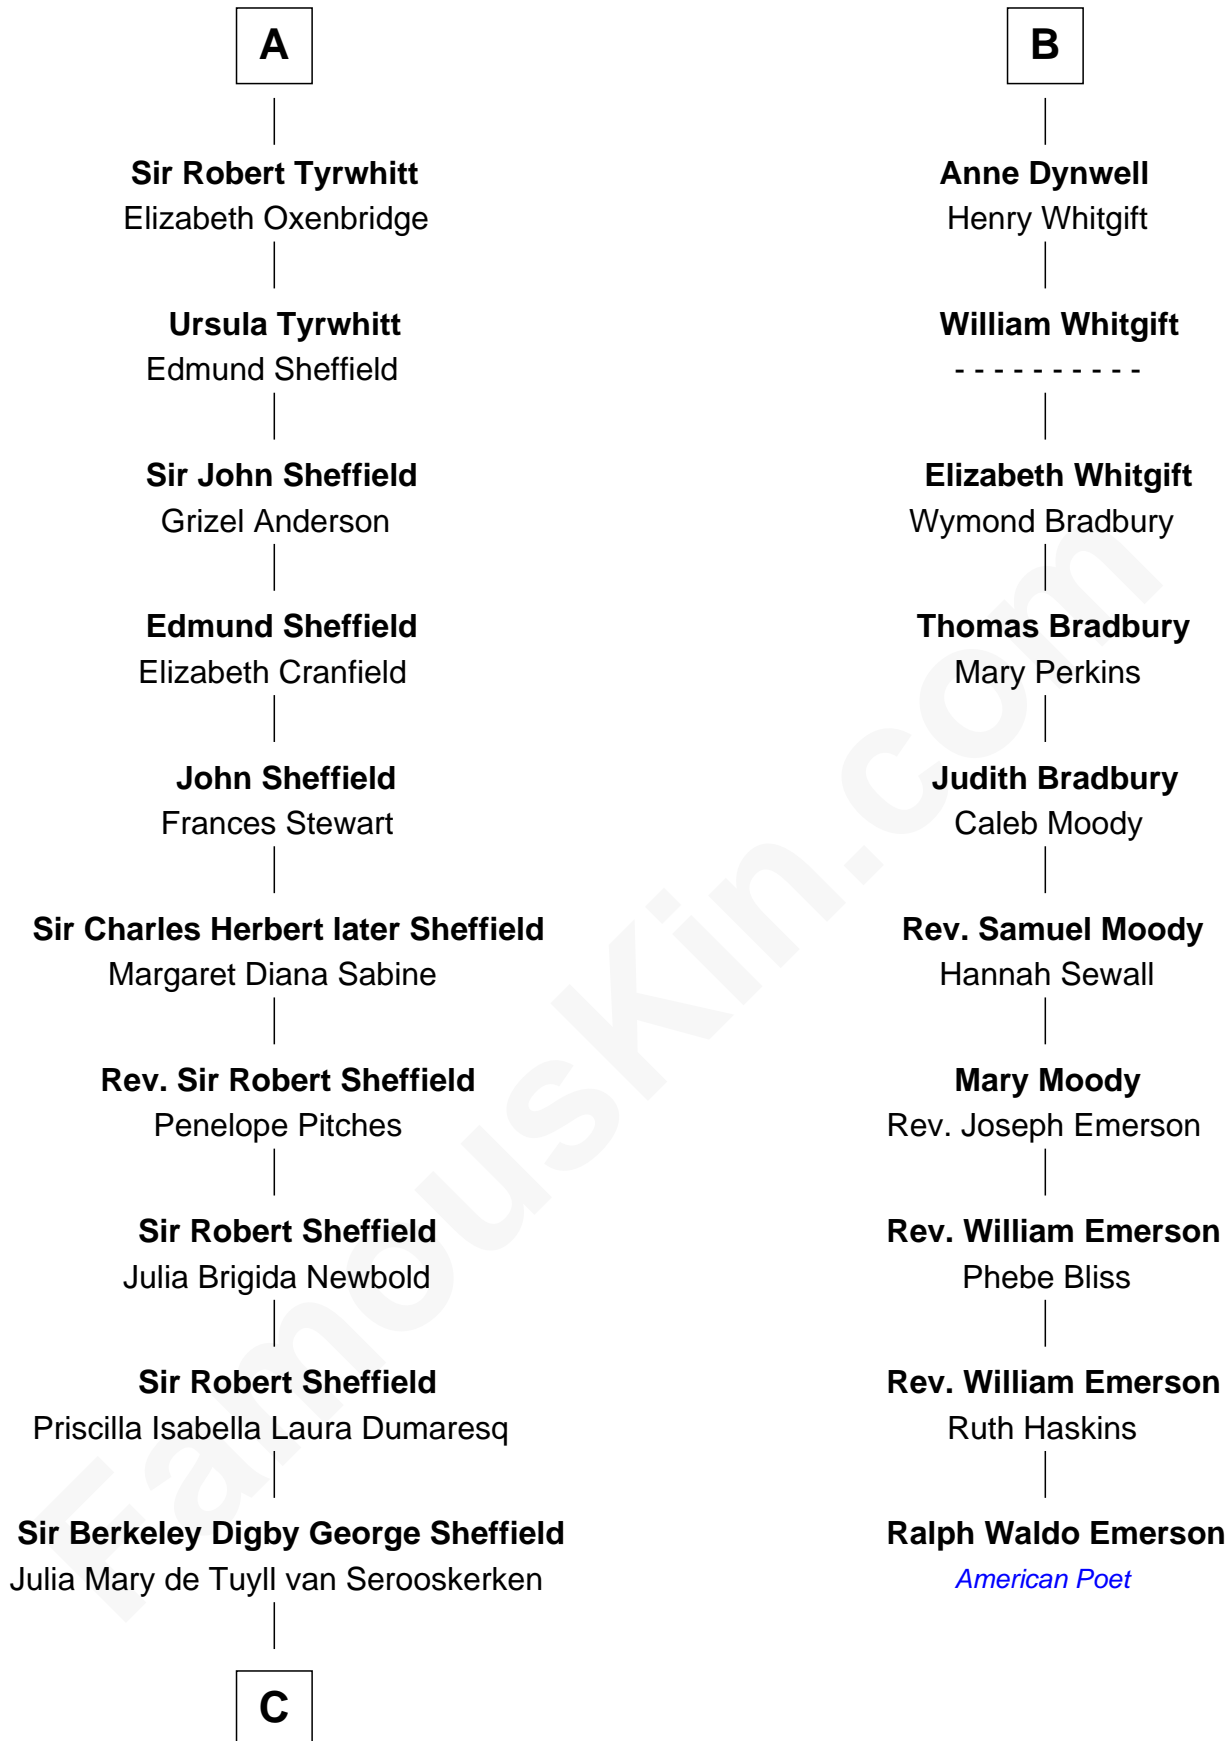 A
Sir Robert Tyrwhitt
Elizabeth Oxenbridge
Ursula Tyrwhitt
Edmund Sheffield
Sir John Sheffield
Grizel Anderson
Edmund Sheffield
Elizabeth Cranfield
John Sheffield
Frances Stewart
Sir Charles Herbert later Sheffield
Margaret Diana Sabine
Rev. Sir Robert Sheffield
Penelope Pitches
Sir Robert Sheffield
Julia Brigida Newbold
Sir Robert Sheffield
Priscilla Isabella Laura Dumaresq
Sir Berkeley Digby George Sheffield
Julia Mary de Tuyll van Serooskerken
C
B
Anne Dynwell
Henry Whitgift
William Whitgift
- - - - - - - - - -
Elizabeth Whitgift
Wymond Bradbury
Thomas Bradbury
Mary Perkins
Judith Bradbury
Caleb Moody
Rev. Samuel Moody
Hannah Sewall
Mary Moody
Rev. Joseph Emerson
Rev. William Emerson
Phebe Bliss
Rev. William Emerson
Ruth Haskins
Ralph Waldo Emerson
American Poet
FamousKin.com